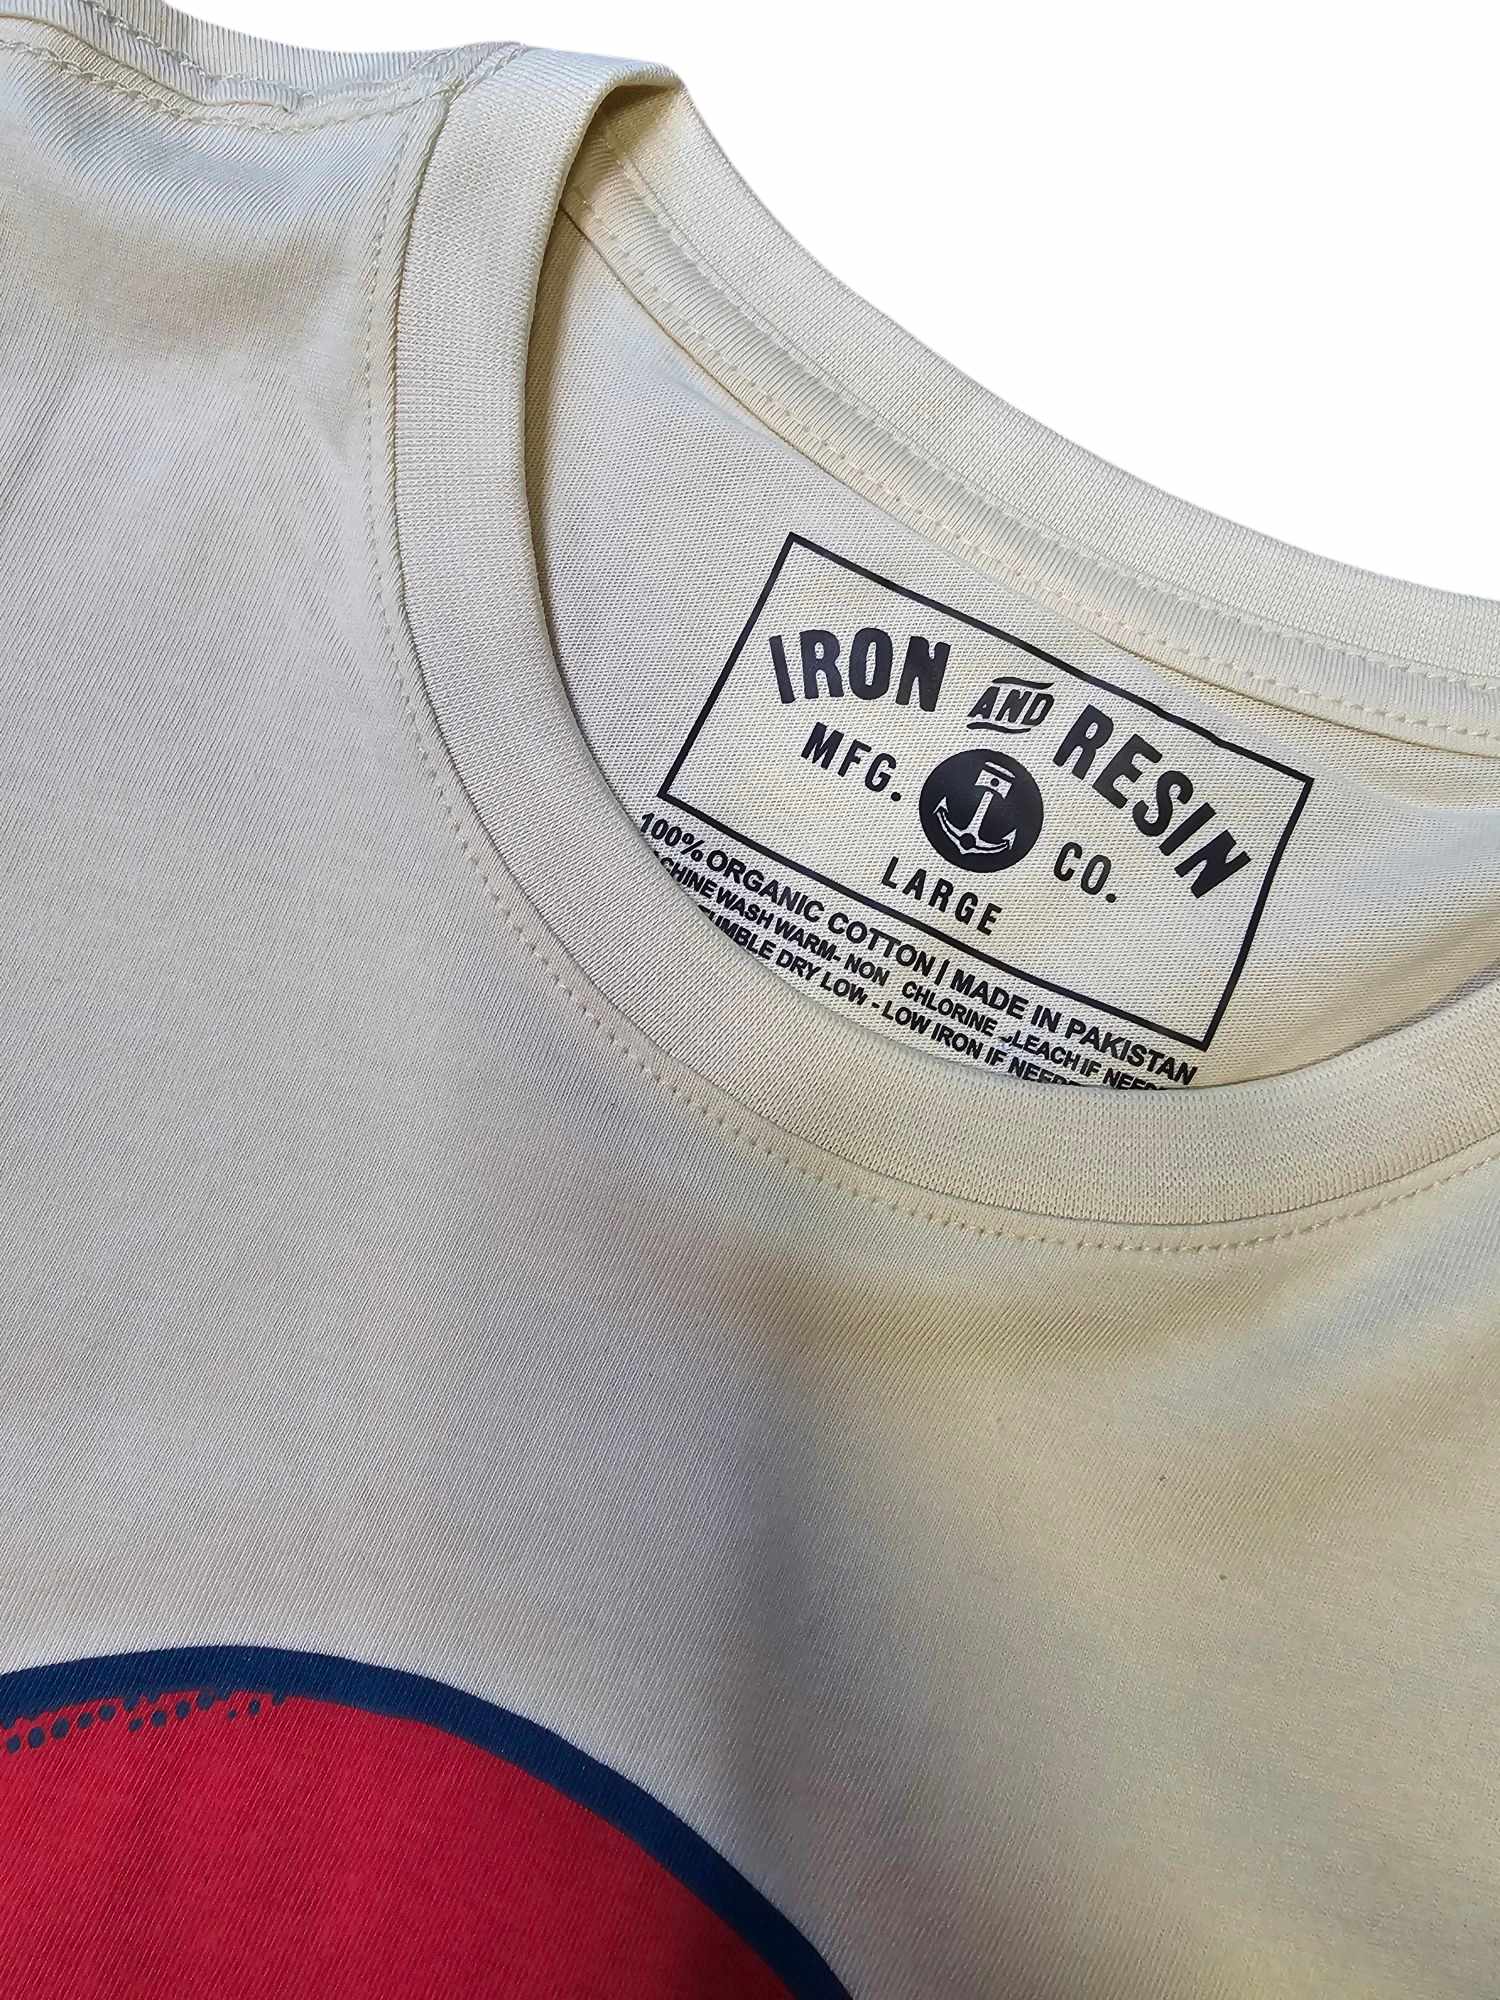 IRON AND RESIN
MFG. CO.
LARGE
100% ORGANIC COTTON | MADE IN PAKISTAN
WASH WARM- NON CHLORINE IF
DRY LOW - LOW IRON IF